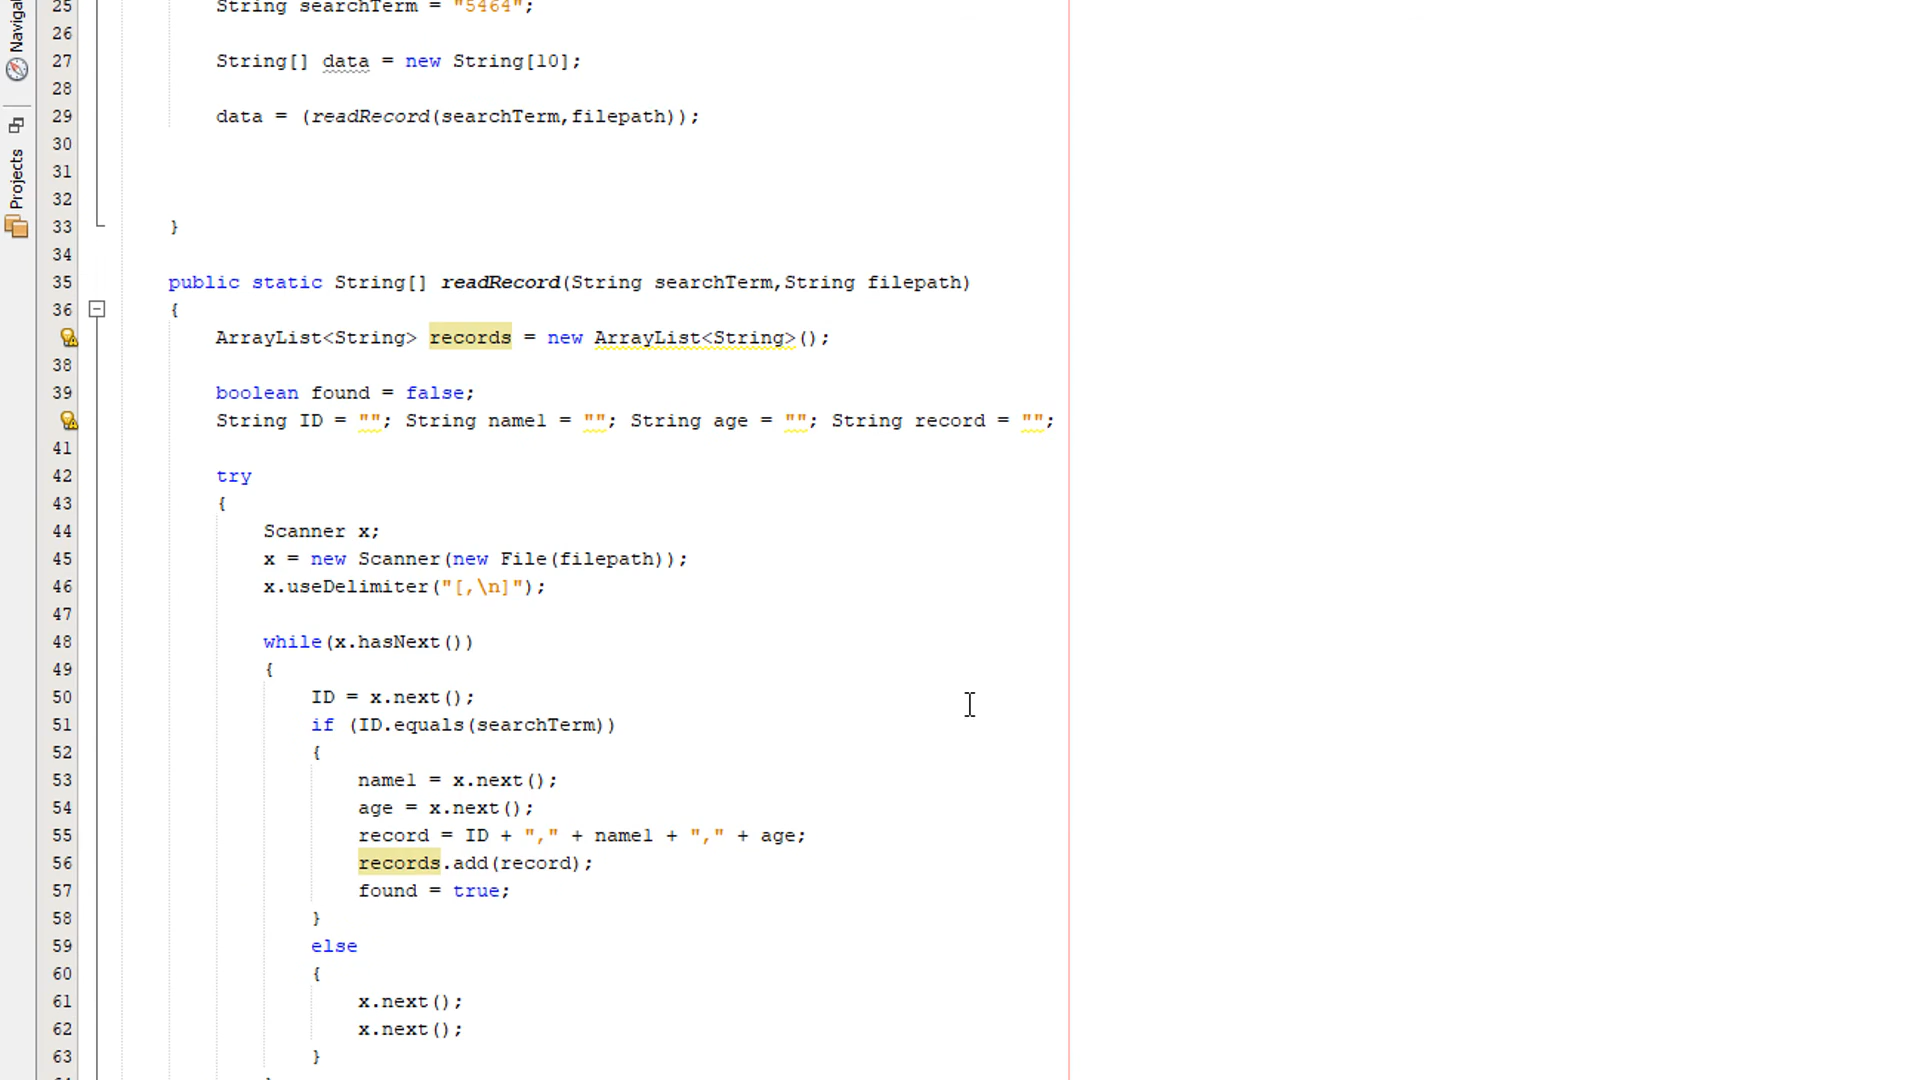 Navigat
Projects
25 String searchTerm = "5464";
26
27 String[] data = new String[10];
28
29 data = (readRecord(searchTerm,filepath));
30
31
32
33 }
34
35 public static String[] readRecord(String searchTerm,String filepath)
36 {
ArrayList<String> records = new ArrayList<String>();
38
39 boolean found = false;
String ID = ""; String name1 = ""; String age = ""; String record = "";
41
42 try
43 {
44 Scanner x;
45 x = new Scanner(new File(filepath));
46 x.useDelimiter("[,\n]");
47
48 while(x.hasNext())
49 {
50 ID = x.next();
51 if (ID.equals(searchTerm))
52 {
53 name1 = x.next();
54 age = x.next();
55 record = ID + "," + name1 + "," + age;
56 records.add(record);
57 found = true;
58 }
59 else
60 {
61 x.next();
62 x.next();
63 }